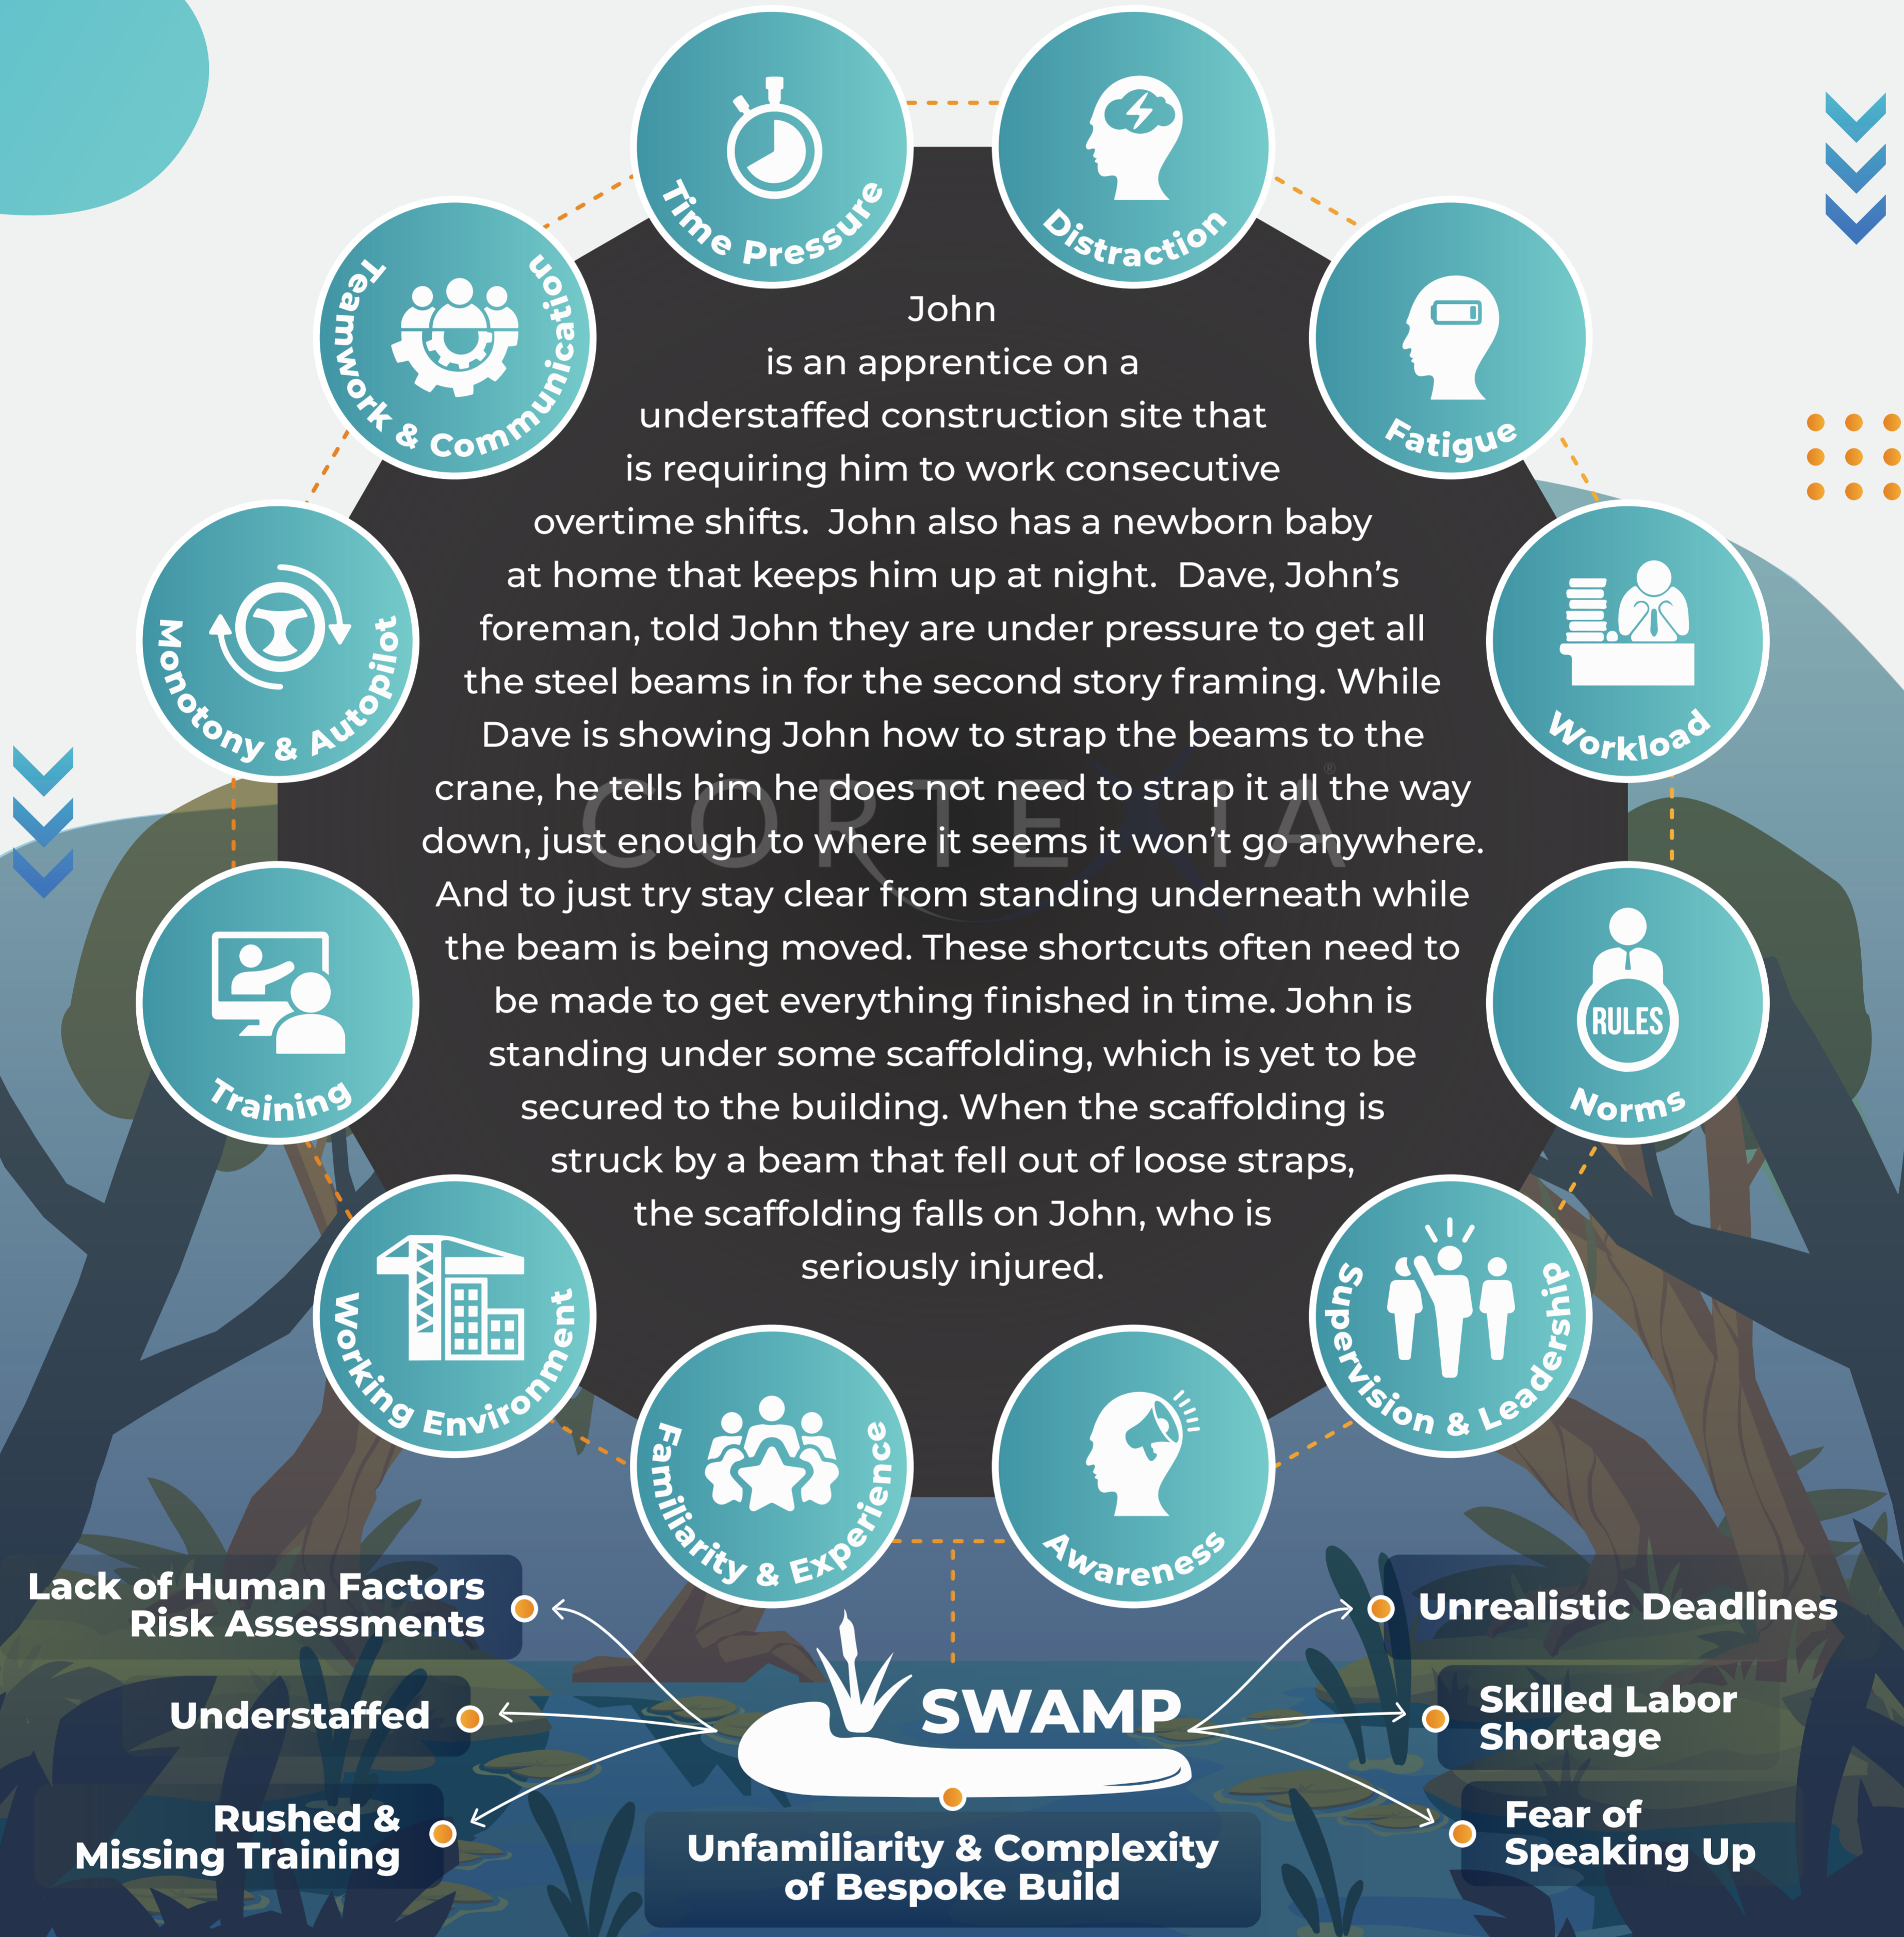 Time Pressure
Distraction
Teamwork & Communication
Fatigue
Monotony & Autopilot
Workload
Training
RULES
Norms
Working Environment
Supervision & Leadership
Familiarity & Experience
Awareness
John
is an apprentice on a
understaffed construction site that
is requiring him to work consecutive
overtime shifts.  John also has a newborn baby
at home that keeps him up at night.  Dave, John’s
foreman, told John they are under pressure to get all
the steel beams in for the second story framing. While
Dave is showing John how to strap the beams to the
crane, he tells him he does not need to strap it all the way
down, just enough to where it seems it won’t go anywhere.
And to just try stay clear from standing underneath while
the beam is being moved. These shortcuts often need to
be made to get everything finished in time. John is
standing under some scaffolding, which is yet to be
secured to the building. When the scaffolding is
struck by a beam that fell out of loose straps,
the scaffolding falls on John, who is
seriously injured.
CORTEXIA®
Lack of Human Factors
Risk Assessments
Understaffed
Rushed &
Missing Training
SWAMP
Unfamiliarity & Complexity
of Bespoke Build
Unrealistic Deadlines
Skilled Labor
Shortage
Fear of
Speaking Up